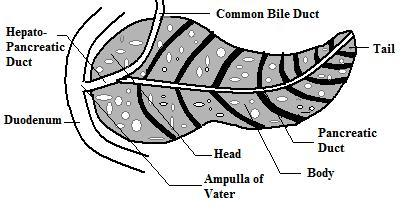 Common Bile Duct
Hepato-
Pancreatic
Duct
Tail
Duodenum
Pancreatic
Duct
Head
Body
Ampulla of
Vater